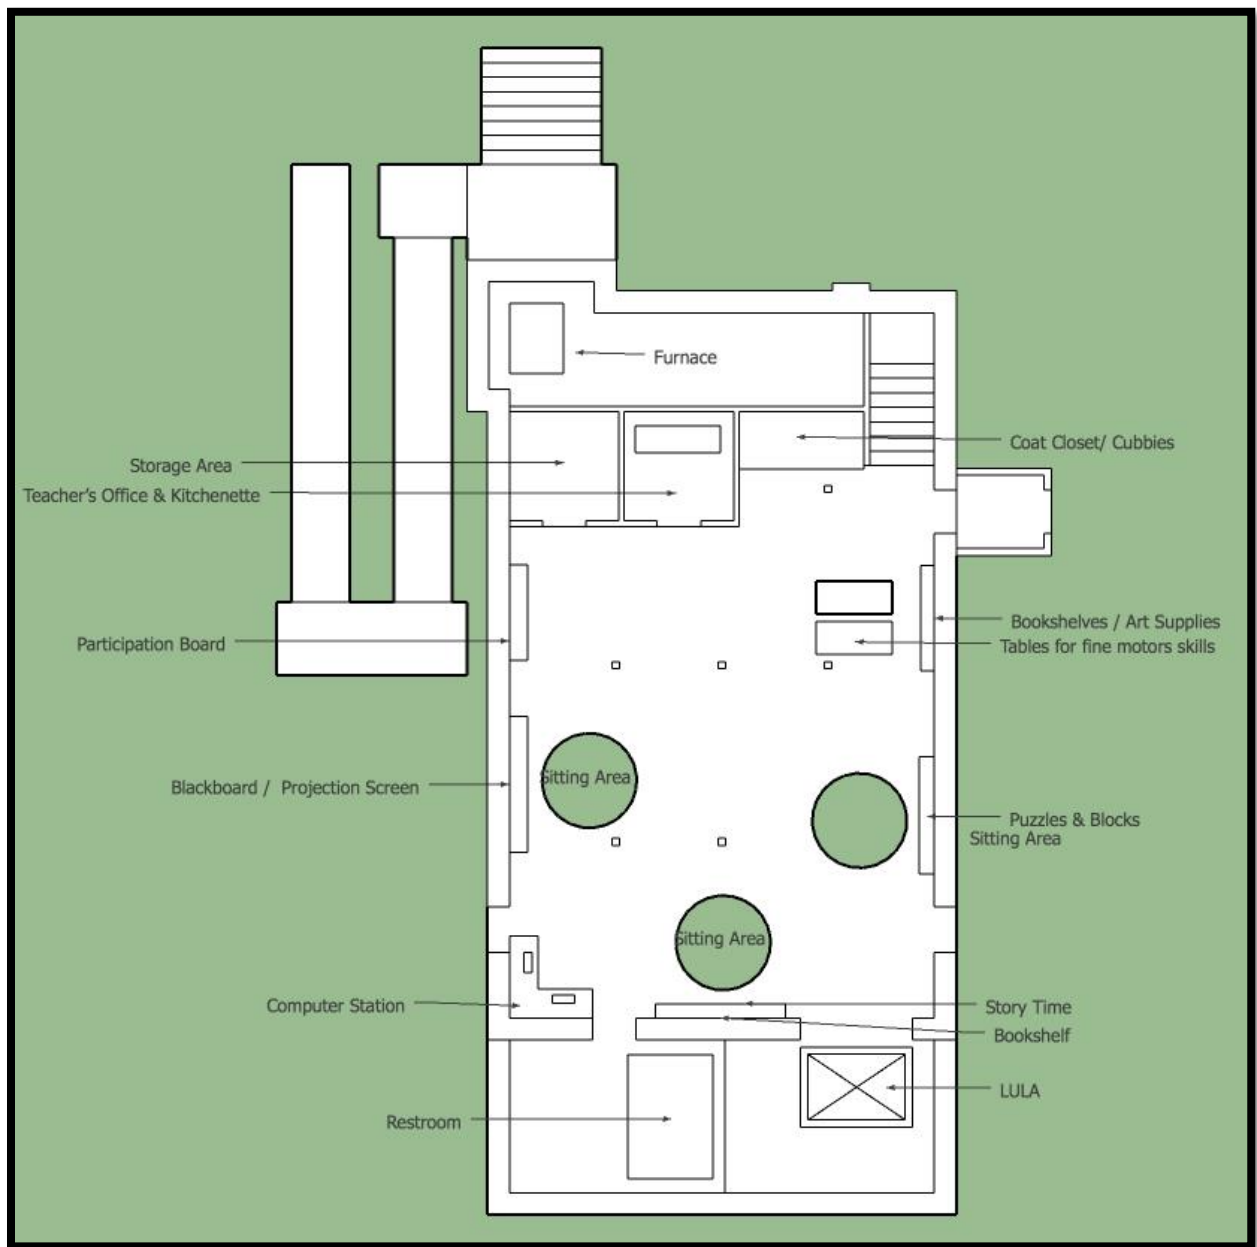 Furnace
Coat Closet/ Cubbies
Storage Area
Teacher's Office & Kitchenette
Bookshelves / Art Supplies
Participation Board
Tables for fine motors skills
Sitting Area
Blackboard /  Projection Screen
Puzzles & Blocks
Sitting Area
Sitting Area
Computer Station
Story Time
Bookshelf
LULA
Restroom